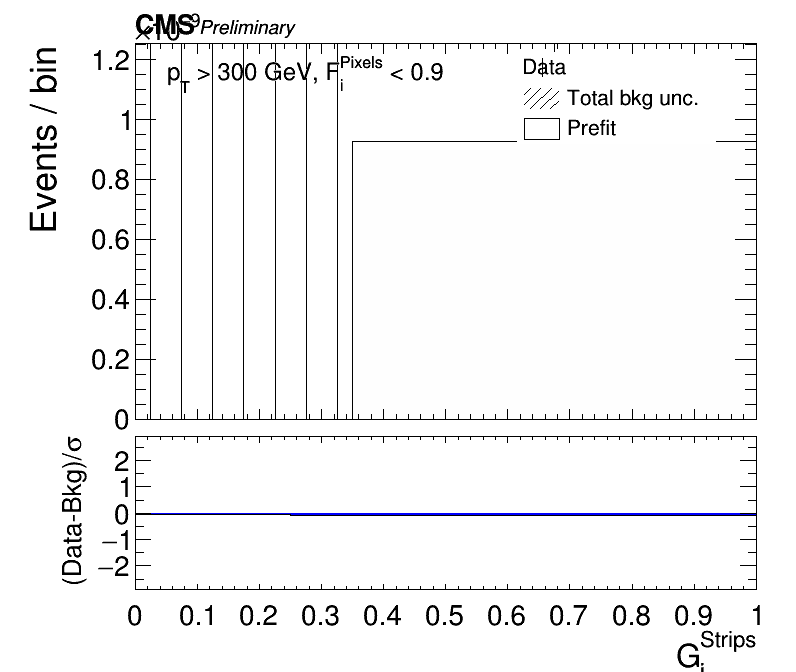 CMS Preliminary
×10⁻⁹
Events / bin
p_T > 300 GeV, F_i^Pixels < 0.9
Data
Total bkg unc.
Prefit
1.2
1
0.8
0.6
0.4
0.2
0
(Data-Bkg)/σ
2
1
0
−1
−2
0 0.1 0.2 0.3 0.4 0.5 0.6 0.7 0.8 0.9 1
G_i^Strips